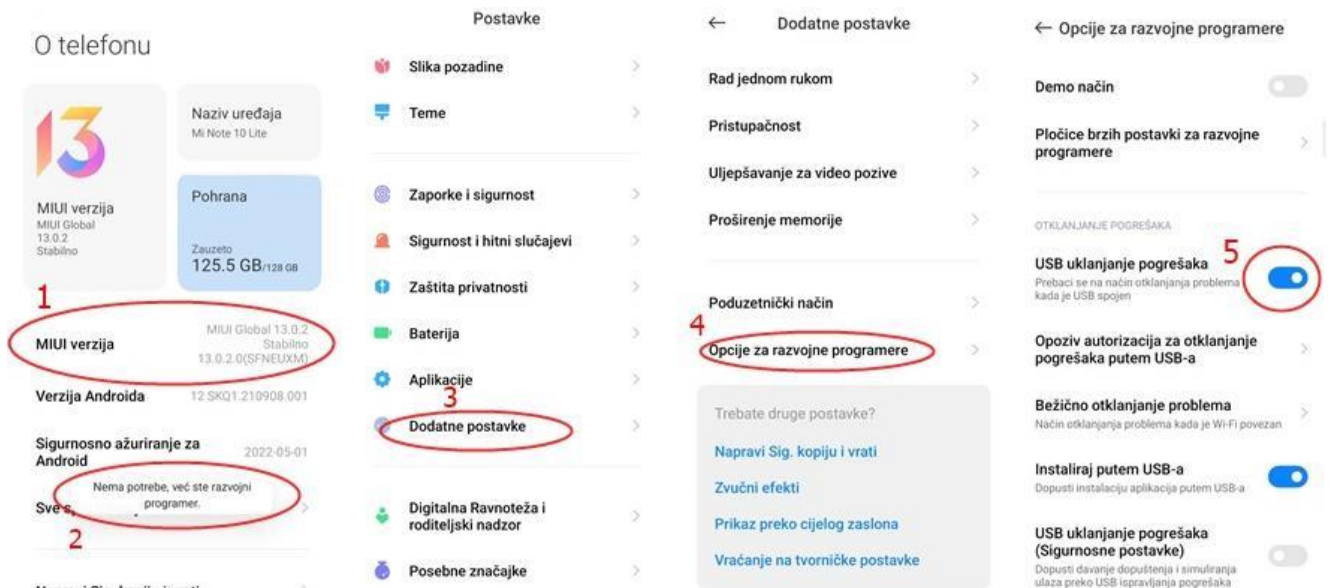 O telefonu
13
MIUI verzija
MIUI Global
13.0.2
Stabilno
Naziv uređaja
Mi Note 10 Lite
Pohrana
Zauzeto
125.5 GB/128 GB
1
MIUI verzija
MIUI Global 13.0.2
Stabilno
13.0.2.0(SFNEUXM)
Verzija Androida
12 SKQ1.210908.001
Sigurnosno ažuriranje za
Android
2022-05-01
Nema potrebe, već ste razvojni
programer.
2
Postavke
Slika pozadine
Teme
Zaporke i sigurnost
Sigurnost i hitni slučajevi
Zaštita privatnosti
Baterija
Aplikacije
3
Dodatne postavke
Digitalna Ravnoteža i
roditeljski nadzor
Posebne značajke
Dodatne postavke
Rad jednom rukom
Pristupačnost
Uljepšavanje za video pozive
Proširenje memorije
Poduzetnički način
4
Opcije za razvojne programere
Trebate druge postavke?
Napravi Sig. kopiju i vrati
Zvučni efekti
Prikaz preko cijelog zaslona
Vraćanje na tvorničke postavke
Opcije za razvojne programere
Demo način
Pločice brzih postavki za razvojne
programere
OTKLANJANJE POGREŠAKA
5
USB uklanjanje pogrešaka
Prebaci se na način otklanjanja problema
kada je USB spojen
Opoziv autorizacija za otklanjanje
pogrešaka putem USB-a
Bežično otklanjanje problema
Način otklanjanja problema kada je Wi-Fi povezan
Instaliraj putem USB-a
Dopusti instalaciju aplikacija putem USB-a
USB uklanjanje pogrešaka
(Sigurnosne postavke)
Dopusti davanje dopuštenja i simuliranja
ulaza preko USB ispravljanja pogrešaka